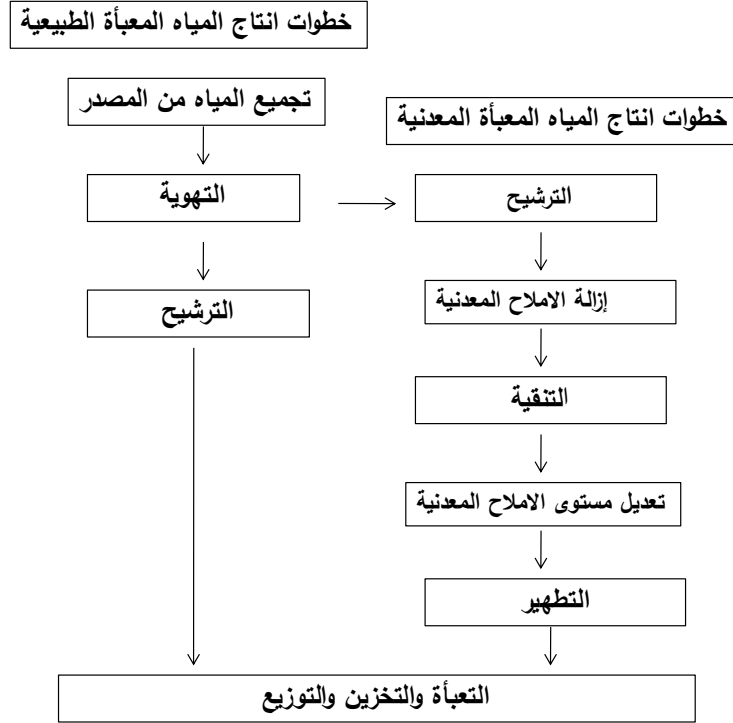 خطوات انتاج المياه المعبأة الطبيعية
تجميع المياه من المصدر
خطوات انتاج المياه المعبأة المعدنية
التهوية
الترشيح
الترشيح
إزالة الاملاح المعدنية
التنقية
تعديل مستوى الاملاح المعدنية
التطهير
التعبأة والتخزين والتوزيع